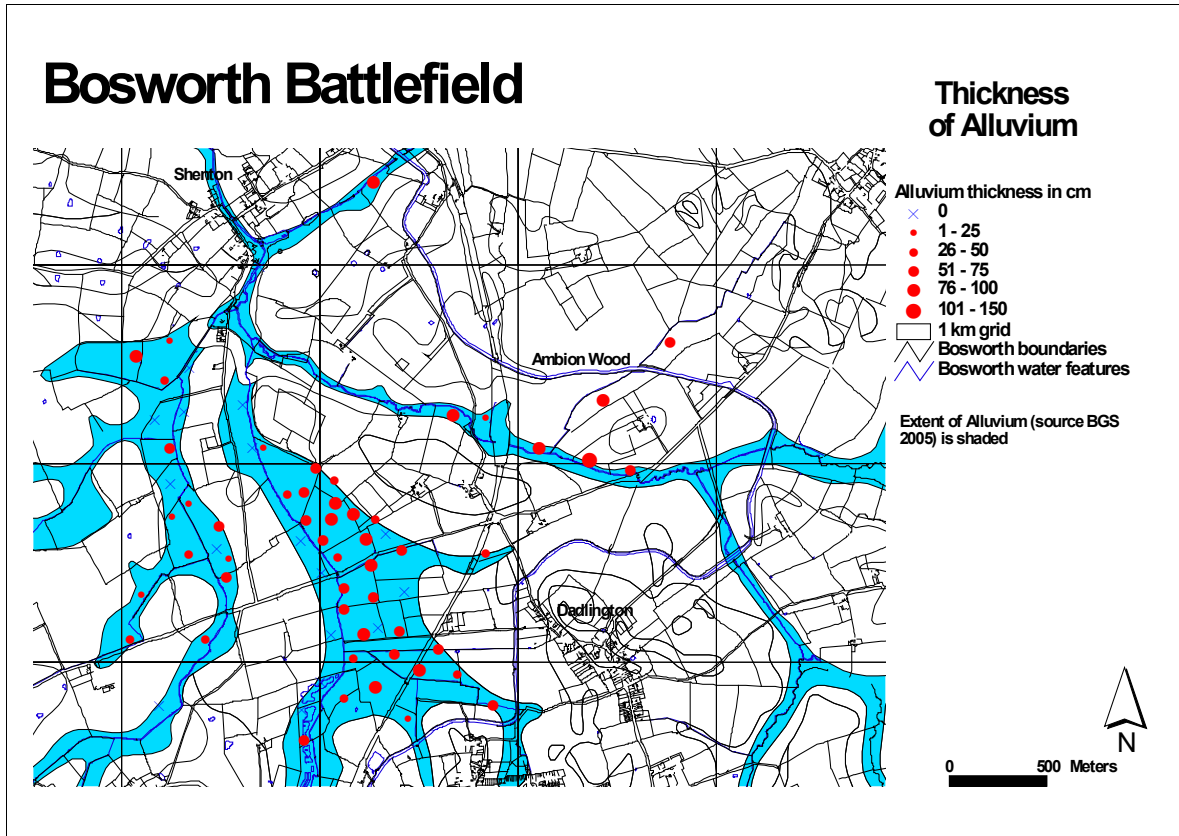 Bosworth Battlefield
Thickness
of Alluvium
Shenton
Ambion Wood
Dadlington
Alluvium thickness in cm
0
1 - 25
26 - 50
51 - 75
76 - 100
101 - 150
1 km grid
Bosworth boundaries
Bosworth water features
Extent of Alluvium (source BGS
2005) is shaded
N
0 500 Meters